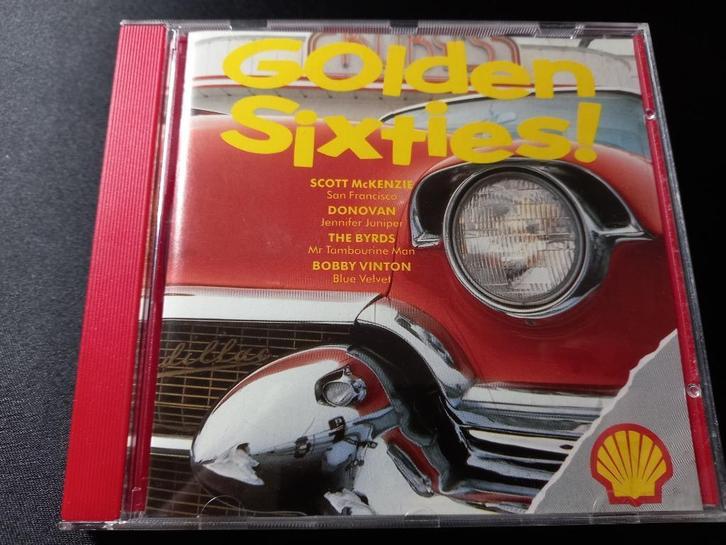 Golden
Sixties!
SCOTT McKENZIE
San Francisco
DONOVAN
Jennifer Juniper
THE BYRDS
Mr Tambourine Man
BOBBY VINTON
Blue Velvet